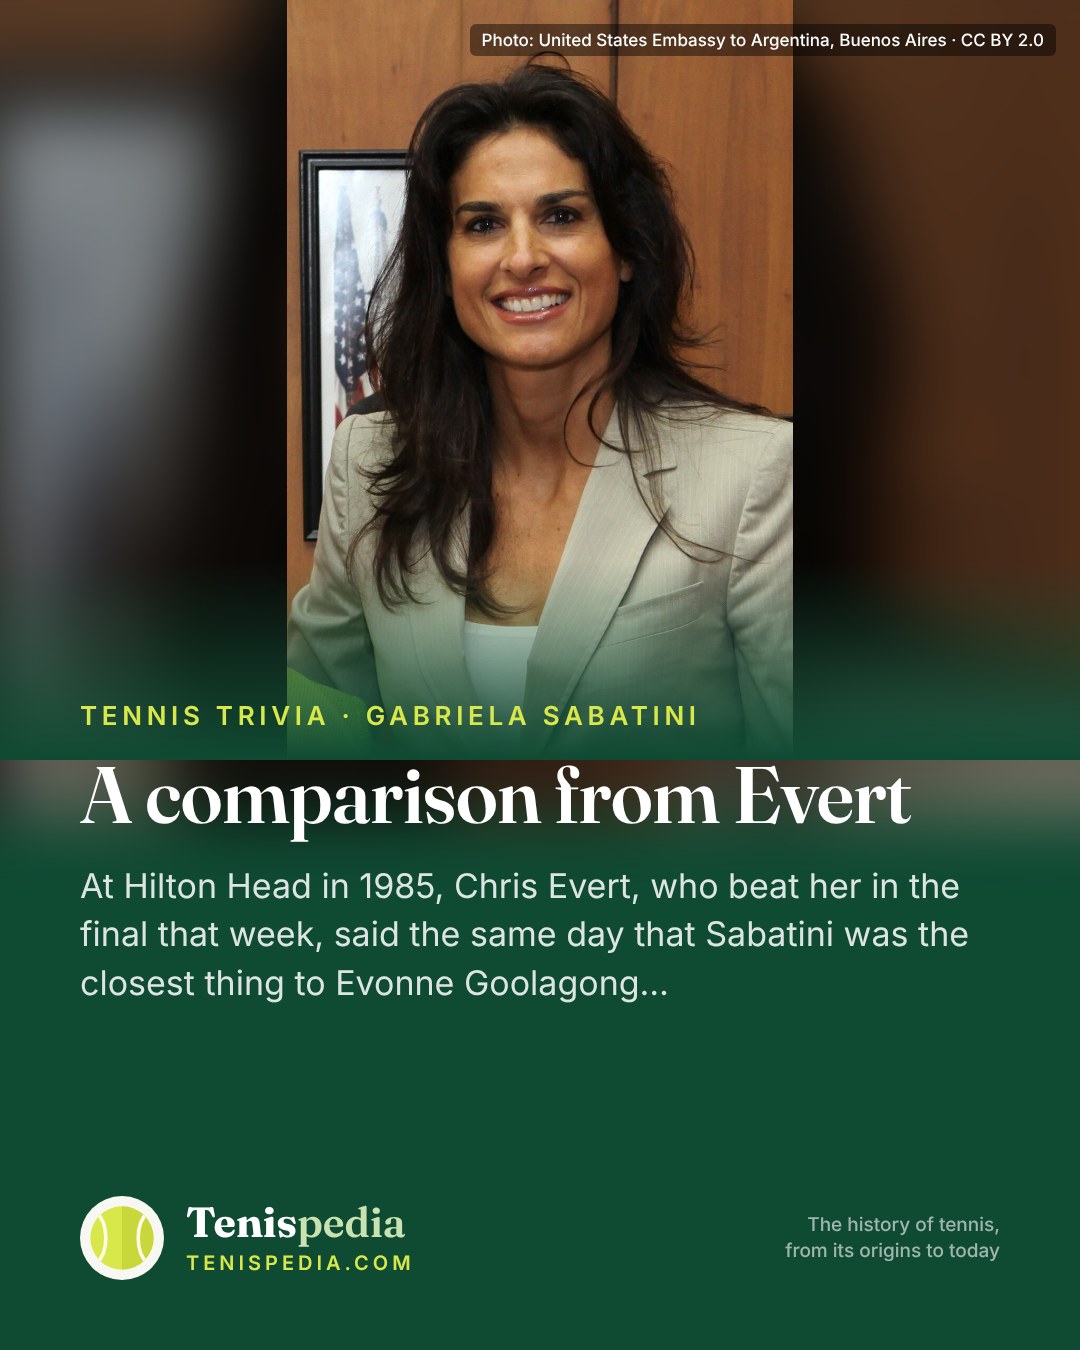 Photo: United States Embassy to Argentina, Buenos Aires · CC BY 2.0
TENNIS TRIVIA · GABRIELA SABATINI
A comparison from Evert
At Hilton Head in 1985, Chris Evert, who beat her in the
final that week, said the same day that Sabatini was the
closest thing to Evonne Goolagong...
Tenispedia
TENISPEDIA.COM
The history of tennis,
from its origins to today